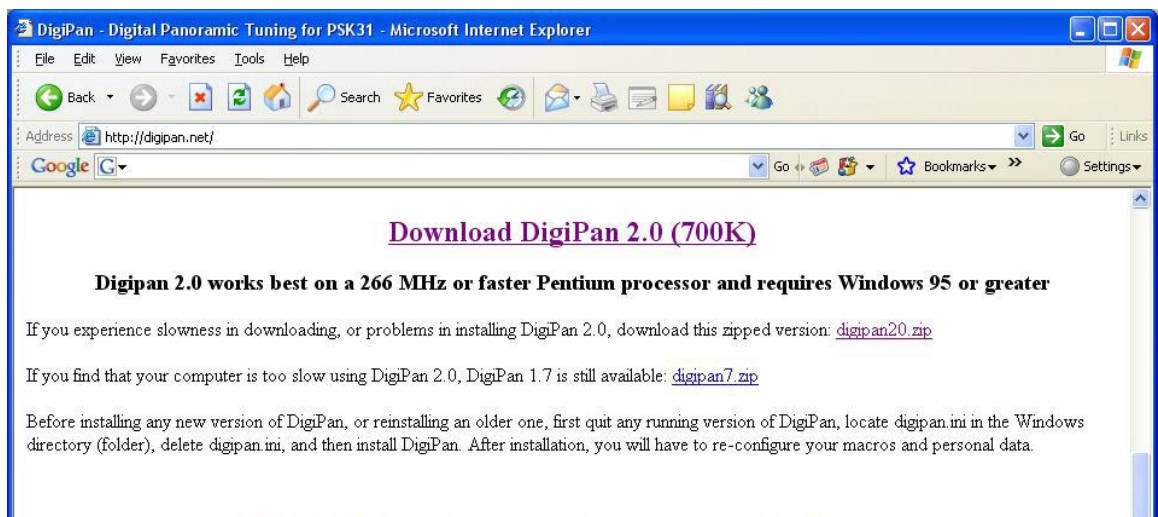 DigiPan - Digital Panoramic Tuning for PSK31 - Microsoft Internet Explorer
File Edit View Favorites Tools Help
Back Search Favorites
Address http://digipan.net/ Go Links
Google G Go Bookmarks Settings
Download DigiPan 2.0 (700K)
Digipan 2.0 works best on a 266 MHz or faster Pentium processor and requires Windows 95 or greater
If you experience slowness in downloading, or problems in installing DigiPan 2.0, download this zipped version: digipan20.zip
If you find that your computer is too slow using DigiPan 2.0, DigiPan 1.7 is still available: digipan7.zip
Before installing any new version of DigiPan, or reinstalling an older one, first quit any running version of DigiPan, locate digipan.ini in the Windows
directory (folder), delete digipan.ini, and then install DigiPan. After installation, you will have to re-configure your macros and personal data.